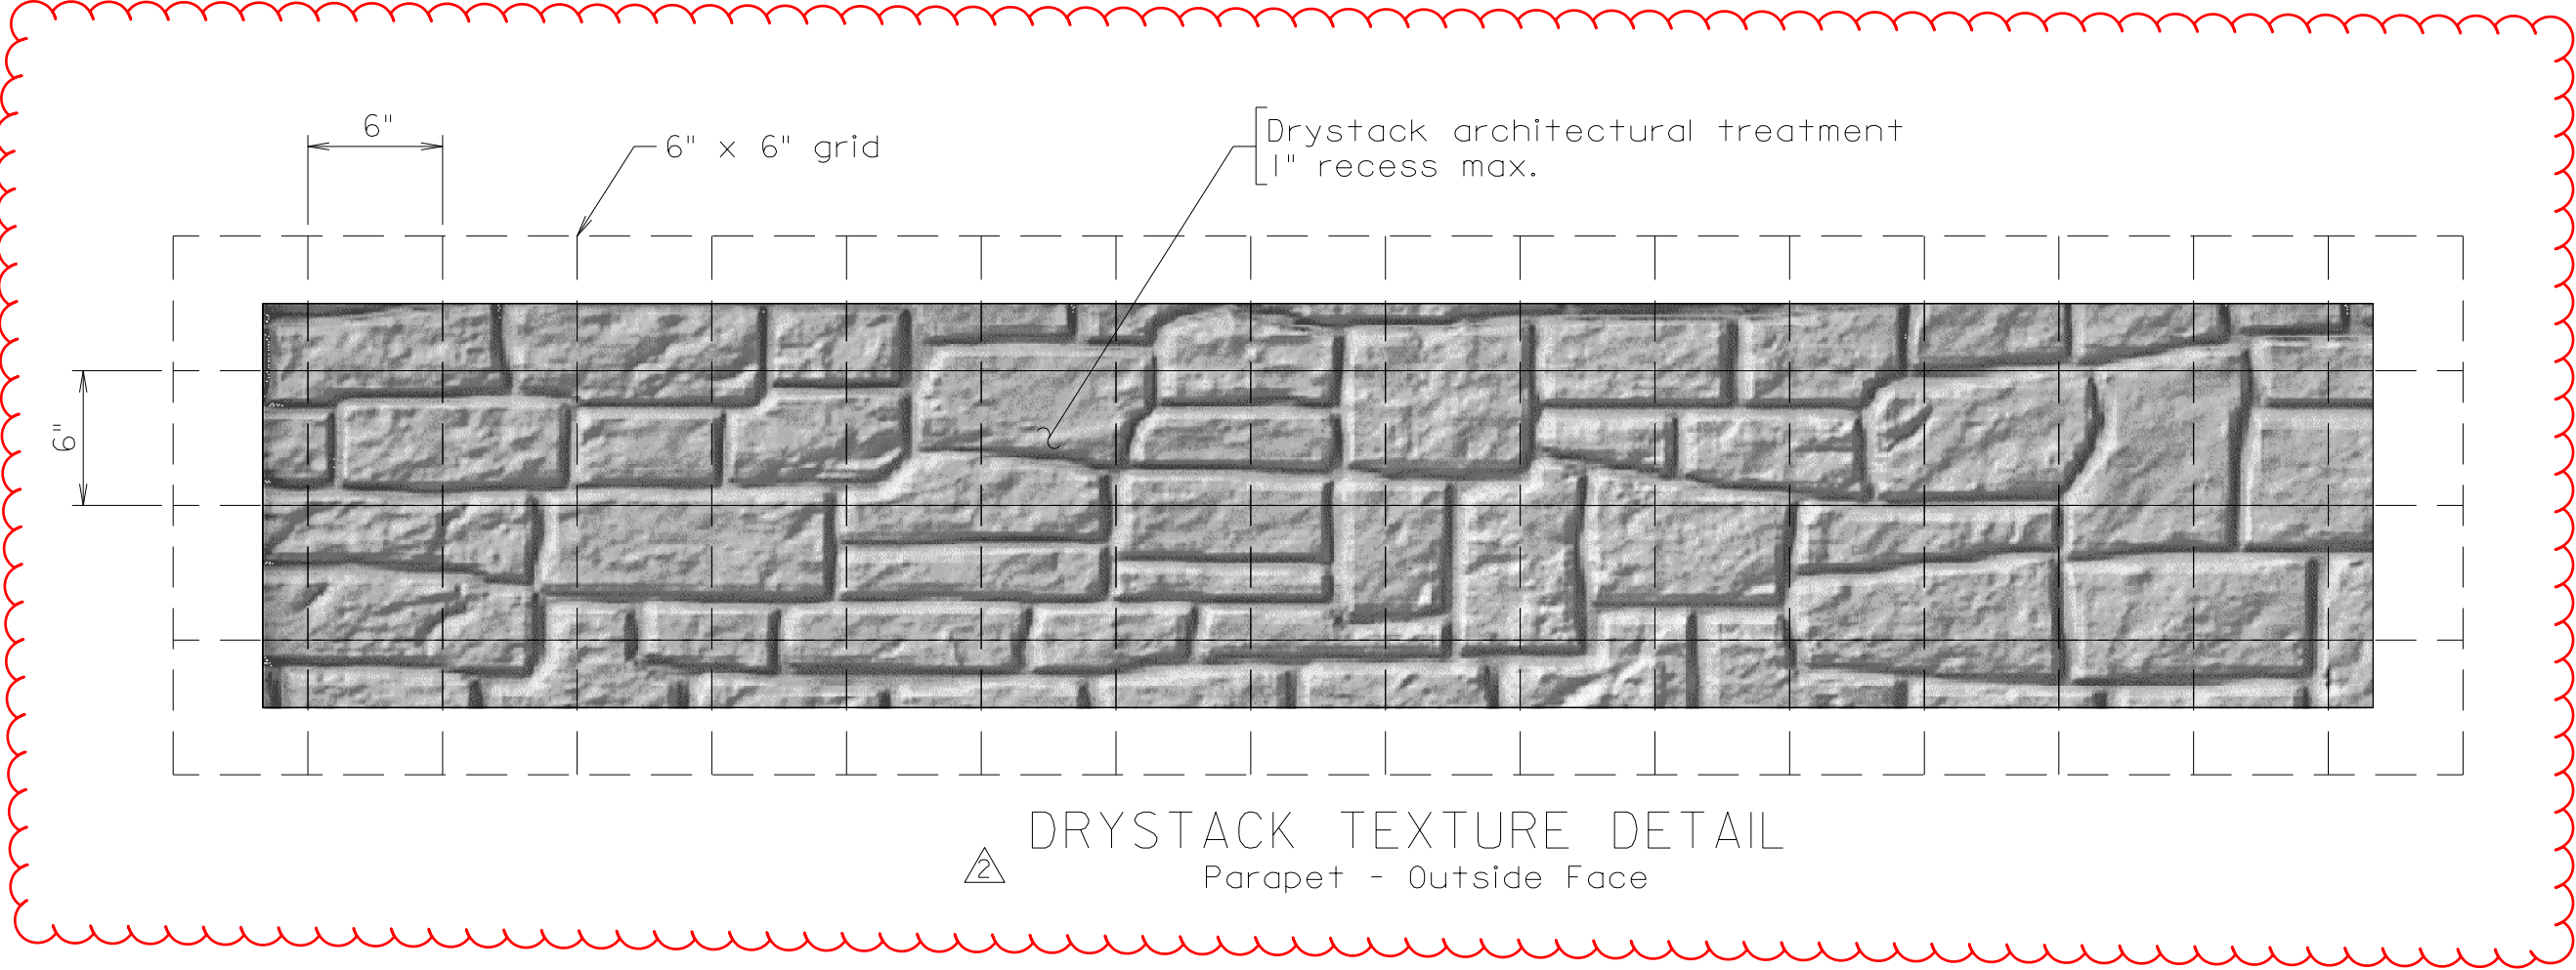 6"
6" x 6" grid
Drystack architectural treatment
1" recess max.
6"
DRYSTACK TEXTURE DETAIL
2
Parapet - Outside Face